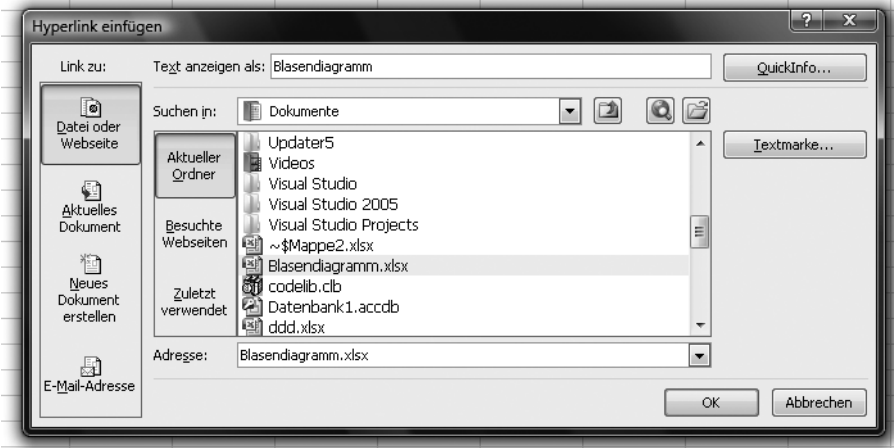 Hyperlink einfügen
Link zu:
Text anzeigen als: Blasendiagramm
QuickInfo...
Datei oder
Webseite
Aktuelles
Dokument
Neues
Dokument
erstellen
E-Mail-Adresse
Suchen in: Dokumente
Textmarke...
Aktueller
Ordner
Besuchte
Webseiten
Zuletzt
verwendet
Updater5
Videos
Visual Studio
Visual Studio 2005
Visual Studio Projects
~$Mappe2.xlsx
Blasendiagramm.xlsx
codelib.clb
Datenbank1.accdb
ddd.xlsx
Adresse: Blasendiagramm.xlsx
OK
Abbrechen